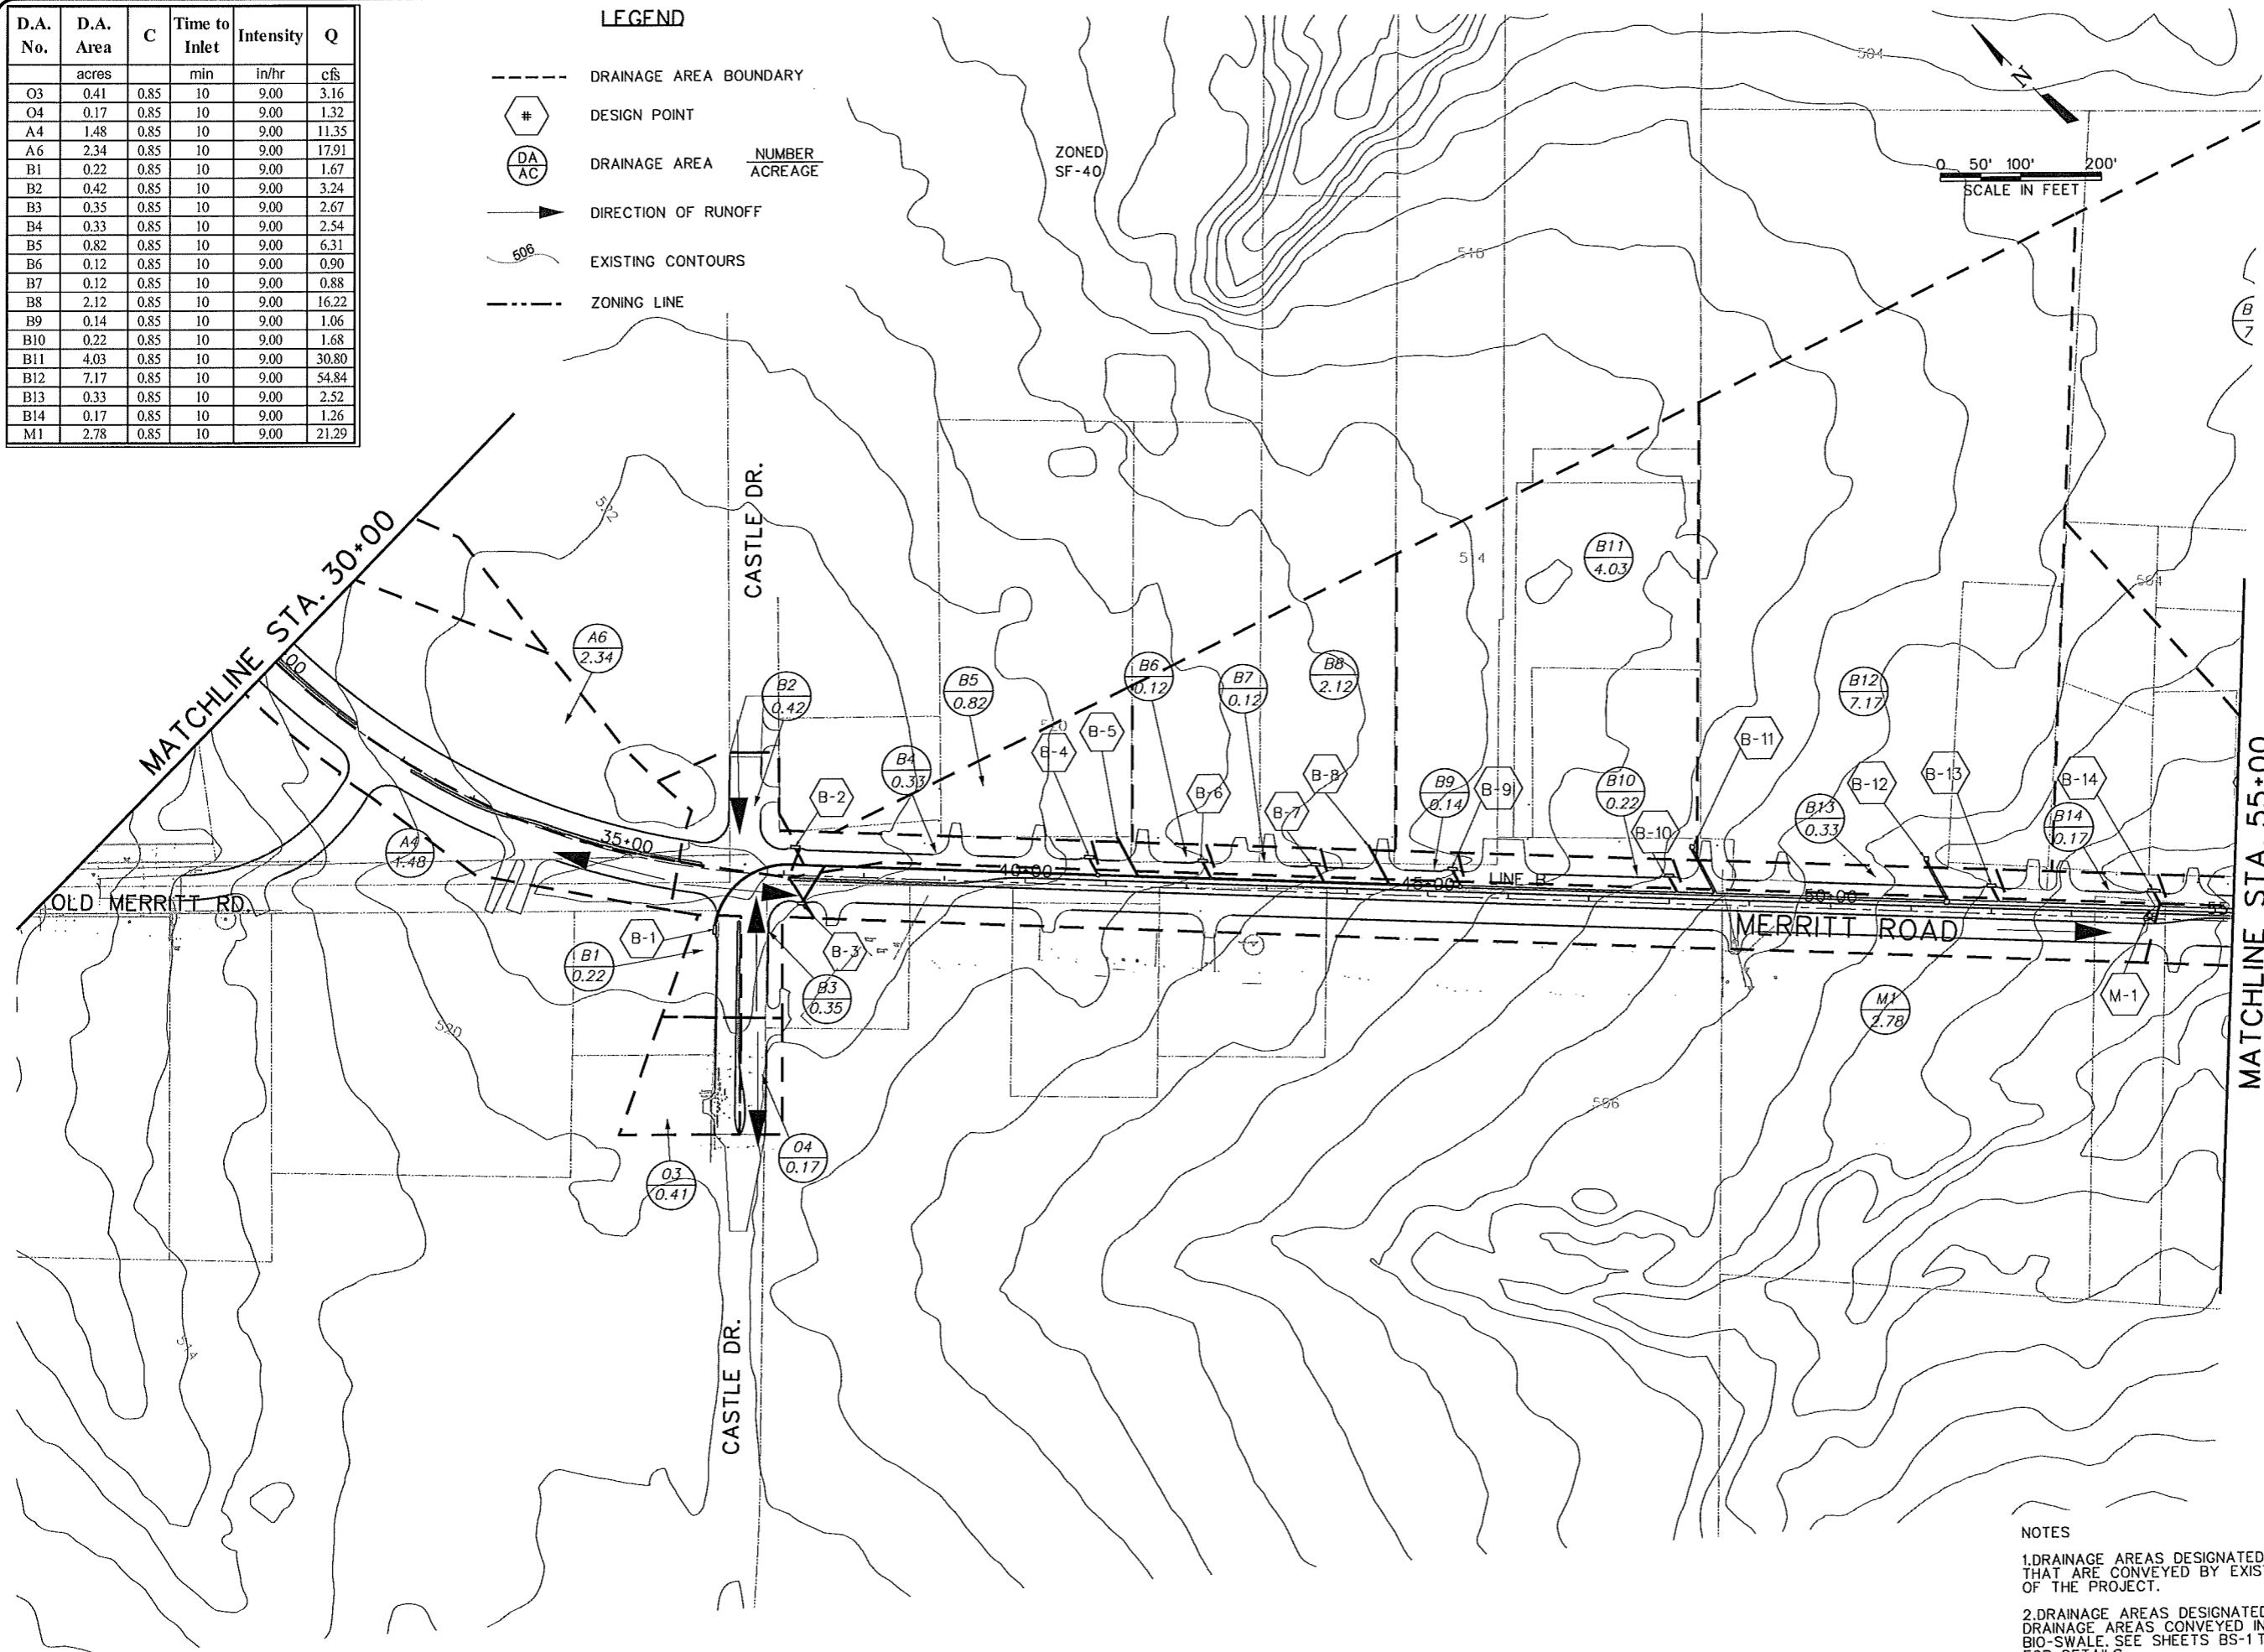 D.A. No. D.A. Area C Time to Inlet Intensity Q
acres min in/hr cfs
O3 0.41 0.85 10 9.00 3.16
O4 0.17 0.85 10 9.00 1.32
A4 1.48 0.85 10 9.00 11.35
A6 2.34 0.85 10 9.00 17.91
B1 0.22 0.85 10 9.00 1.67
B2 0.42 0.85 10 9.00 3.24
B3 0.35 0.85 10 9.00 2.67
B4 0.33 0.85 10 9.00 2.54
B5 0.82 0.85 10 9.00 6.31
B6 0.12 0.85 10 9.00 0.90
B7 0.12 0.85 10 9.00 0.88
B8 2.12 0.85 10 9.00 16.22
B9 0.14 0.85 10 9.00 1.06
B10 0.22 0.85 10 9.00 1.68
B11 4.03 0.85 10 9.00 30.80
B12 7.17 0.85 10 9.00 54.84
B13 0.33 0.85 10 9.00 2.52
B14 0.17 0.85 10 9.00 1.26
M1 2.78 0.85 10 9.00 21.29
LEGEND
DRAINAGE AREA BOUNDARY
# DESIGN POINT
DA
AC
DRAINAGE AREA
NUMBER
ACREAGE
DIRECTION OF RUNOFF
506 EXISTING CONTOURS
ZONING LINE
ZONED
SF-40
504
N
0 50' 100' 200'
SCALE IN FEET
516
B
7
522
CASTLE DR.
MATCHLINE STA. 30+00
514
B11
4.03
504
A6
2.34
B2
0.42
B5
0.82
B6
0.12
B7
0.12
B8
2.12
B12
7.17
510
B-4
B-5
B-11
B4
0.33
B-2
B-6
B-8
B-7
B9
0.14
B-9
B10
0.22
B-10
B-12
B-13
B-14
B13
0.33
B14
0.17
00
A4
1.48
35+00
40+00
45+00
LINE B
50+00
55
OLD MERRITT RD.
MERRITT ROAD
MATCHLINE STA. 55+00
B-1
B1
0.22
B-3
B3
0.35
M1
2.78
M-1
520
506
O4
0.17
O3
0.41
514
CASTLE DR.
NOTES
1.DRAINAGE AREAS DESIGNATED
THAT ARE CONVEYED BY EXIS
OF THE PROJECT.
2.DRAINAGE AREAS DESIGNATED
DRAINAGE AREAS CONVEYED IN
BIO-SWALE. SEE SHEETS BS-1 T
FOR DETAILS